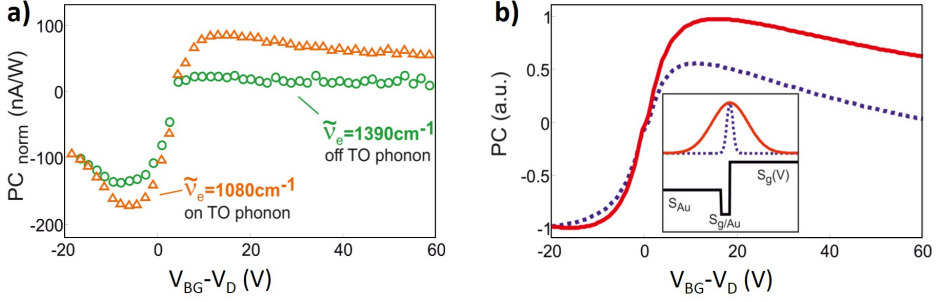 a)
PC norm (nA/W)
100
0
-100
-200
ṽe=1390cm-1
off TO phonon
ṽe=1080cm-1
on TO phonon
-20 0 20 40 60
VBG-VD (V)
b)
PC (a.u.)
1
0.5
0
-0.5
-1
SAu
Sg/Au
Sg(V)
-20 0 20 40 60
VBG-VD (V)